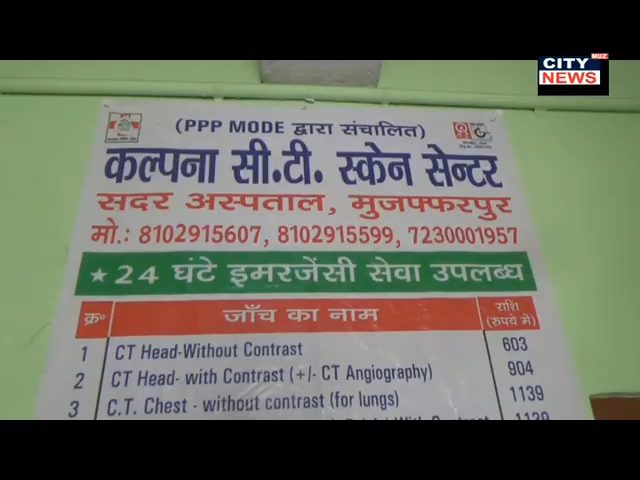 CITY MUZ
NEWS
(PPP MODE द्वारा संचालित)
कल्पना सी.टी. स्केन सेन्टर
सदर अस्पताल, मुजफ्फरपुर
मो.: 8102915607, 8102915599, 7230001957
★ 24 घंटे इमरजेंसी सेवा उपलब्ध
क्र० जाँच का नाम राशि (रुपये में)
1 CT Head-Without Contrast 603
2 CT Head- with Contrast (+/- CT Angiography) 904
3 C.T. Chest - without contrast (for lungs) 1139